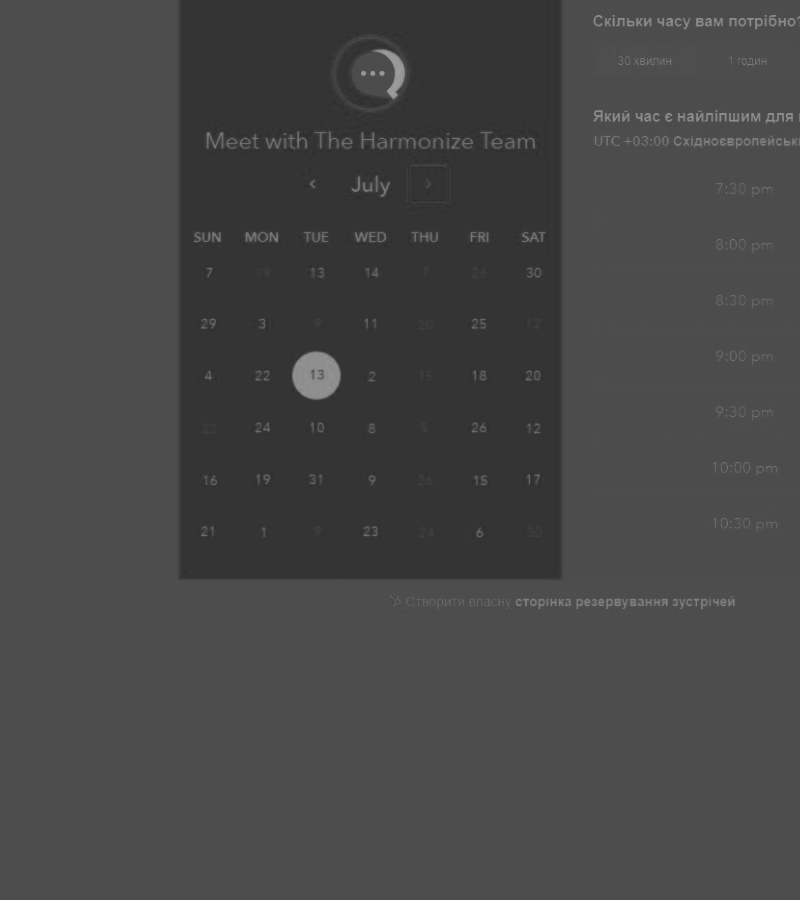 Meet with The Harmonize Team
July
SUN MON TUE WED THU FRI SAT
7 19 13 14 7 26 30
29 3 9 11 20 25 12
4 22 13 2 15 18 20
22 24 10 8 5 26 12
16 19 31 9 26 15 17
21 1 9 23 24 6 30
Скільки часу вам потрібно?
30 хвилин 1 годин
Який час є найліпшим для
UTC +03:00 Східноєвропейськ
7:30 pm
8:00 pm
8:30 pm
9:00 pm
9:30 pm
10:00 pm
10:30 pm
Створити власну сторінка резервування зустрічей